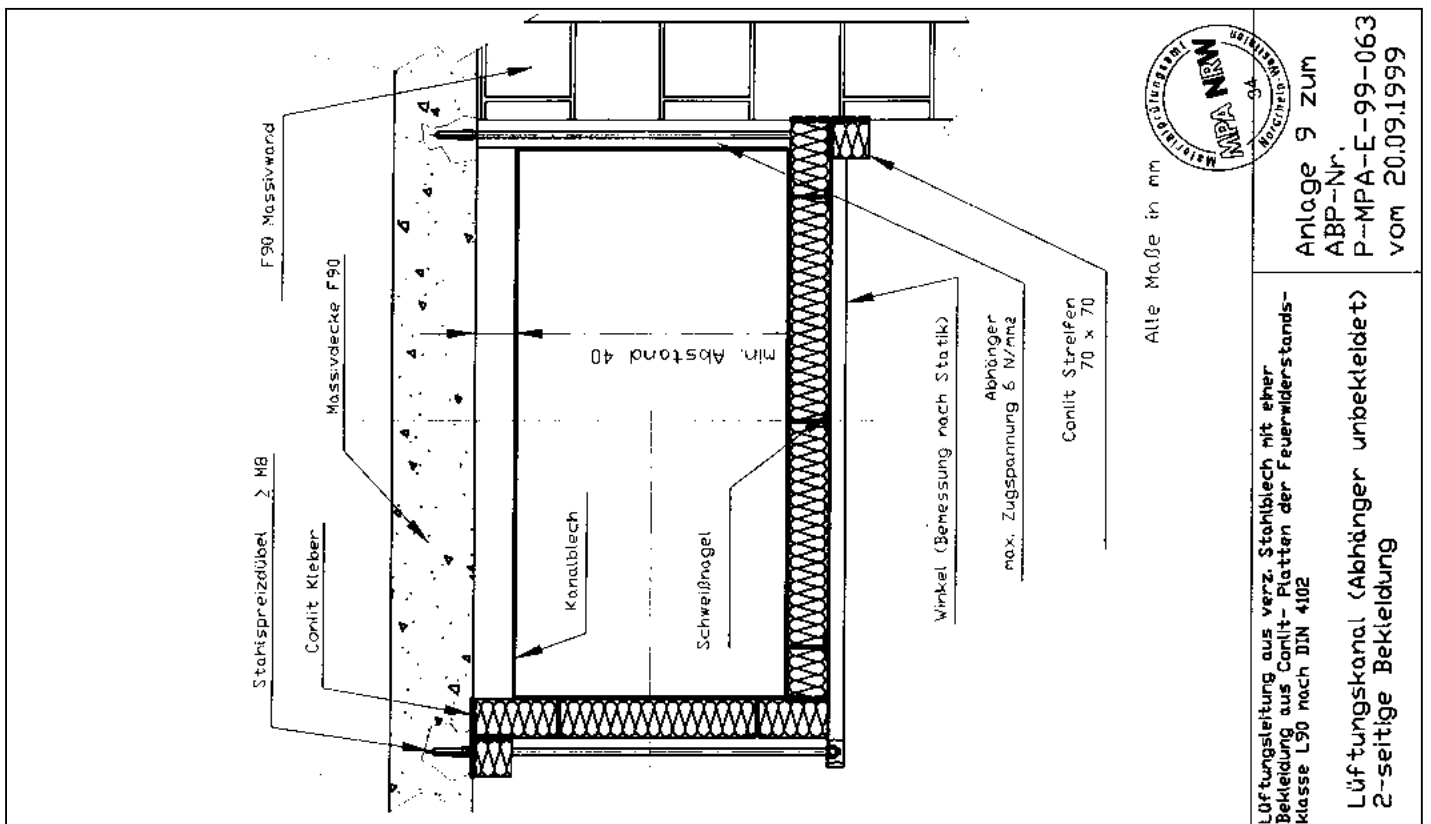 F90 Massivwand
Massivdecke F90
Stahlspreizdübel ≥ M8
Conlit Kleber
Kanalblech
min. Abstand 40
Schweißnagel
Winkel (Bemessung nach Statik)
Abhänger
max. Zugspannung 6 N/mm2
Conlit Streifen
70 x 70
Alle Maße in mm
Materialprüfungsamt
MPA NRW
94
Nordrhein-Westfalen
Lüftungsleitung aus verz. Stahlblech mit einer
Bekleidung aus Conlit- Platten der Feuerwiderstands-
klasse L90 nach DIN 4102
Lüftungskanal (Abhänger unbekleidet)
2-seitige Bekleidung
Anlage 9 zum
ABP-Nr.
P-MPA-E-99-063
vom 20.09.1999